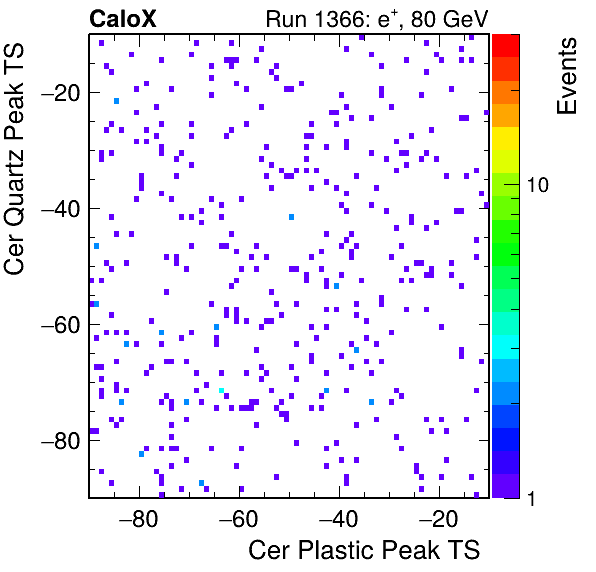 CaloX
Run 1366: e+, 80 GeV
Cer Quartz Peak TS
−20
−40
−60
−80
−80
−60
−40
−20
Cer Plastic Peak TS
Events
10
1